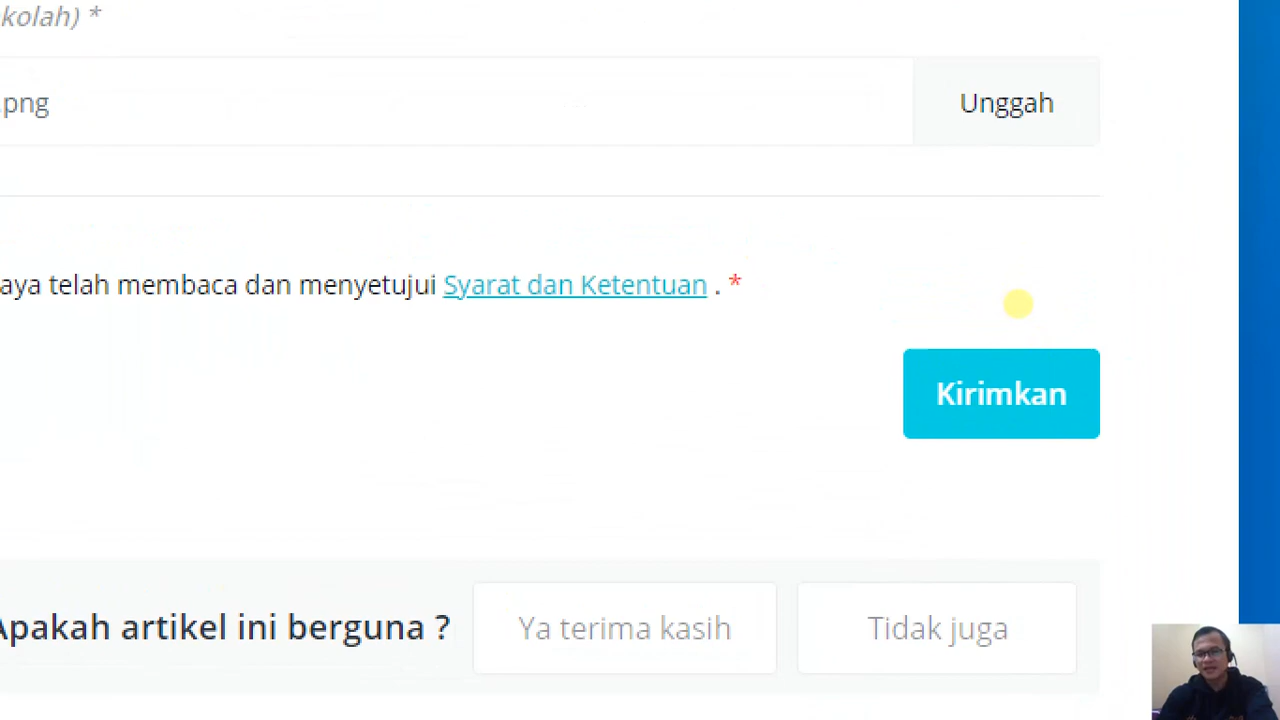 kolah) *
.png
Unggah
aya telah membaca dan menyetujui Syarat dan Ketentuan . *
Kirimkan
Apakah artikel ini berguna ?
Ya terima kasih
Tidak juga